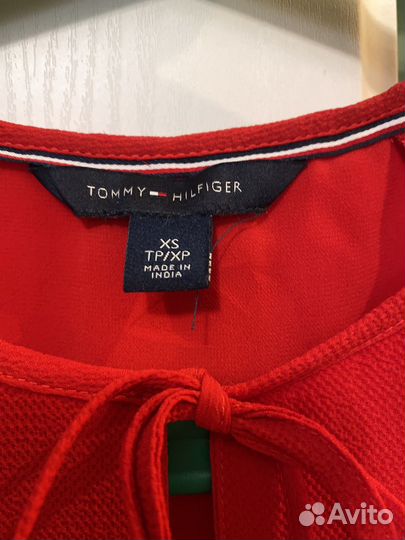 TOMMY HILFIGER
XS
TP/XP
MADE IN
INDIA
Avito